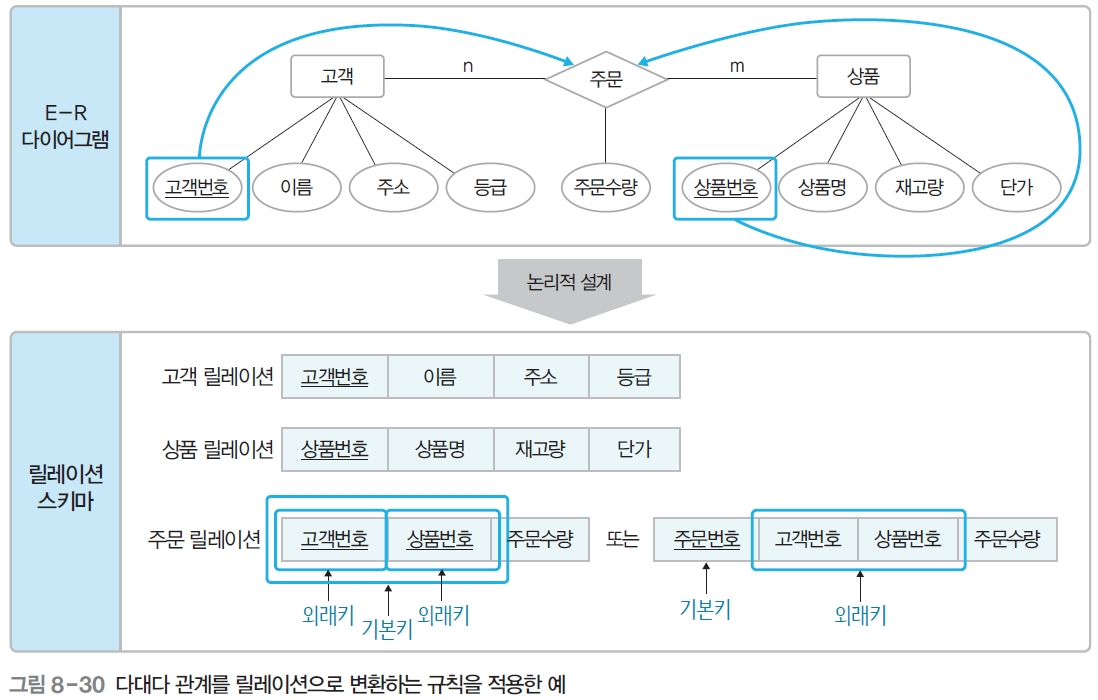 E-R
다이어그램
고객
n
주문
m
상품
고객번호
이름
주소
등급
주문수량
상품번호
상품명
재고량
단가
논리적 설계
릴레이션
스키마
고객 릴레이션 고객번호 이름 주소 등급
상품 릴레이션 상품번호 상품명 재고량 단가
주문 릴레이션 고객번호 상품번호 주문수량 또는 주문번호 고객번호 상품번호 주문수량
외래키 기본키 외래키 기본키 외래키
그림 8-30 다대다 관계를 릴레이션으로 변환하는 규칙을 적용한 예